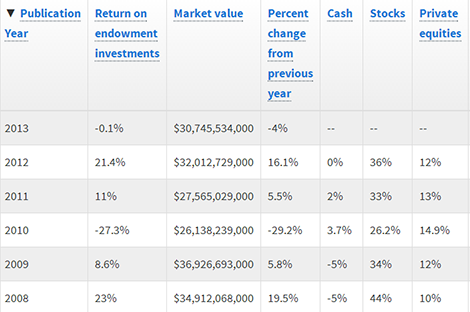 ▼ Publication Year Return on endowment investments Market value Percent change from previous year Cash Stocks Private equities
2013 -0.1% $30,745,534,000 -4% -- -- --
2012 21.4% $32,012,729,000 16.1% 0% 36% 12%
2011 11% $27,565,029,000 5.5% 2% 33% 13%
2010 -27.3% $26,138,239,000 -29.2% 3.7% 26.2% 14.9%
2009 8.6% $36,926,693,000 5.8% -5% 34% 12%
2008 23% $34,912,068,000 19.5% -5% 44% 10%